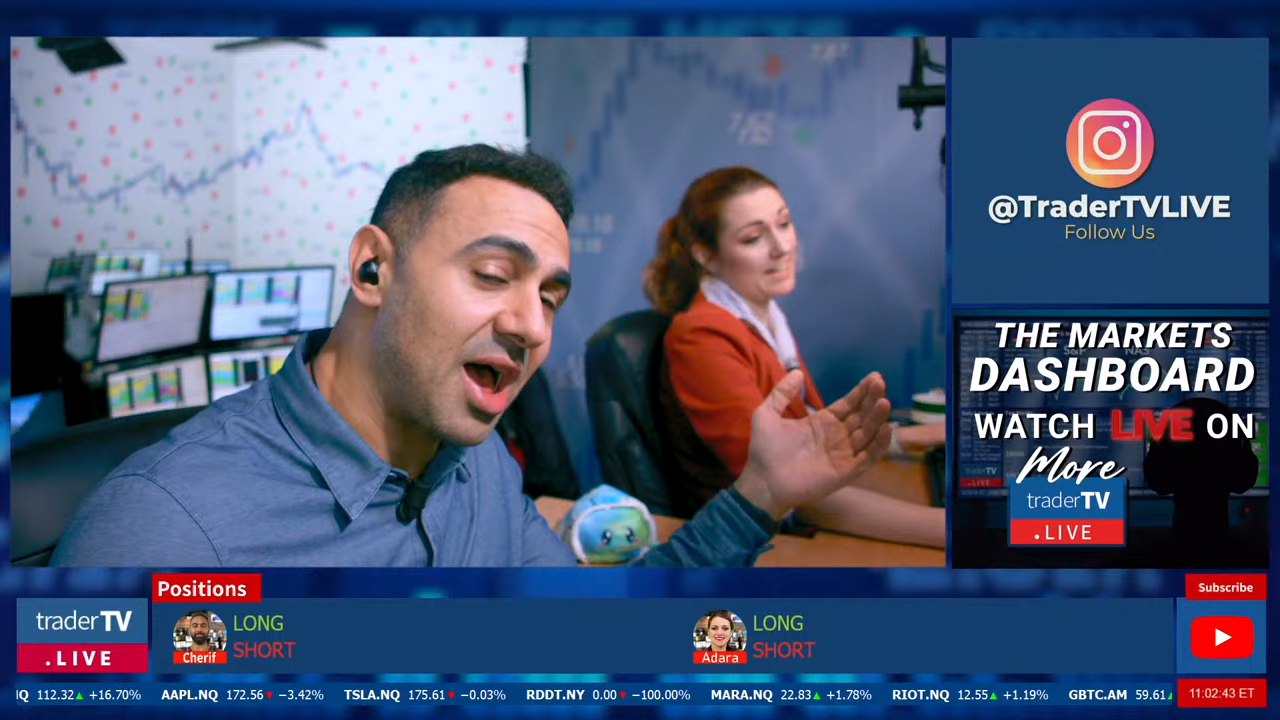 @TraderTVLIVE
Follow Us
THE MARKETS
DASHBOARD
WATCH LIVE ON
More
traderTV
.LIVE
Positions
Subscribe
traderTV
.LIVE
Cherif
LONG
SHORT
Adara
LONG
SHORT
IQ 112.32▲ +16.70% AAPL.NQ 172.56▼ −3.42% TSLA.NQ 175.61▼ −0.03% RDDT.NY 0.00▼ −100.00% MARA.NQ 22.83▲ +1.78% RIOT.NQ 12.55▲ +1.19% GBTC.AM 59.61▲
11:02:43 ET